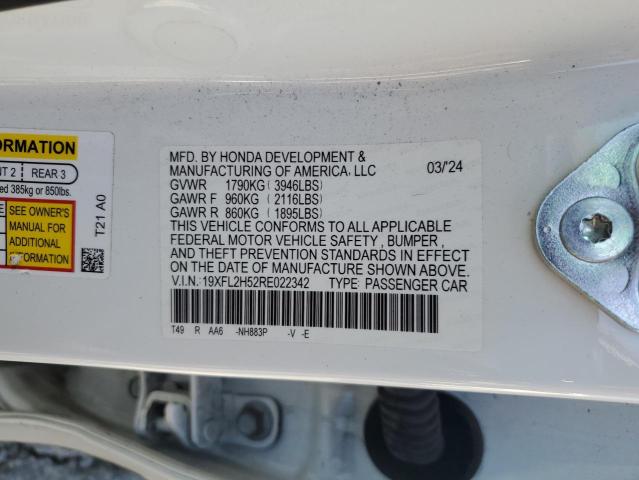 ORMATION
NT 2 REAR 3
ed 385kg or 850lbs.
SEE OWNER'S
MANUAL FOR
ADDITIONAL
INFORMATION
T21 A0
MFD. BY HONDA DEVELOPMENT &
MANUFACTURING OF AMERICA, LLC 03/'24
GVWR 1790KG(3946LBS)
GAWR F 960KG(2116LBS)
GAWR R 860KG(1895LBS)
THIS VEHICLE CONFORMS TO ALL APPLICABLE
FEDERAL MOTOR VEHICLE SAFETY , BUMPER ,
AND THEFT PREVENTION STANDARDS IN EFFECT
ON THE DATE OF MANUFACTURE SHOWN ABOVE.
V.I.N.: 19XFL2H52RE022342 TYPE: PASSENGER CAR
T49 R AA6 -NH883P -V -E